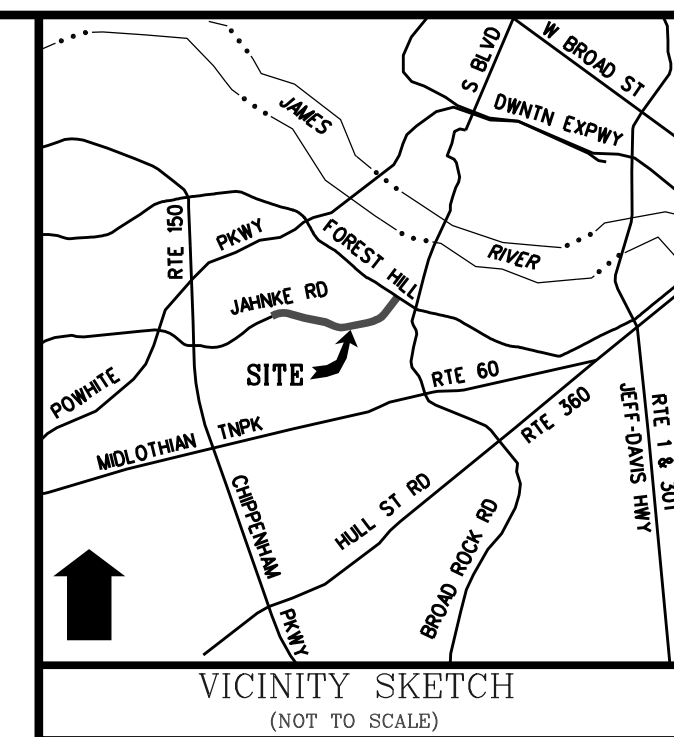 W BROAD ST
S BLVD
DWNTN EXPWY
JAMES
RIVER
RTE 150
PKWY
FOREST HILL
JAHNKE RD
SITE
POWHITE
RTE 60
RTE 360
MIDLOTHIAN TNPK
JEFF-DAVIS HWY
RTE 1 & 301
CHIPPENHAM
PKWY
HULL ST RD
BROAD ROCK RD
VICINITY SKETCH
(NOT TO SCALE)